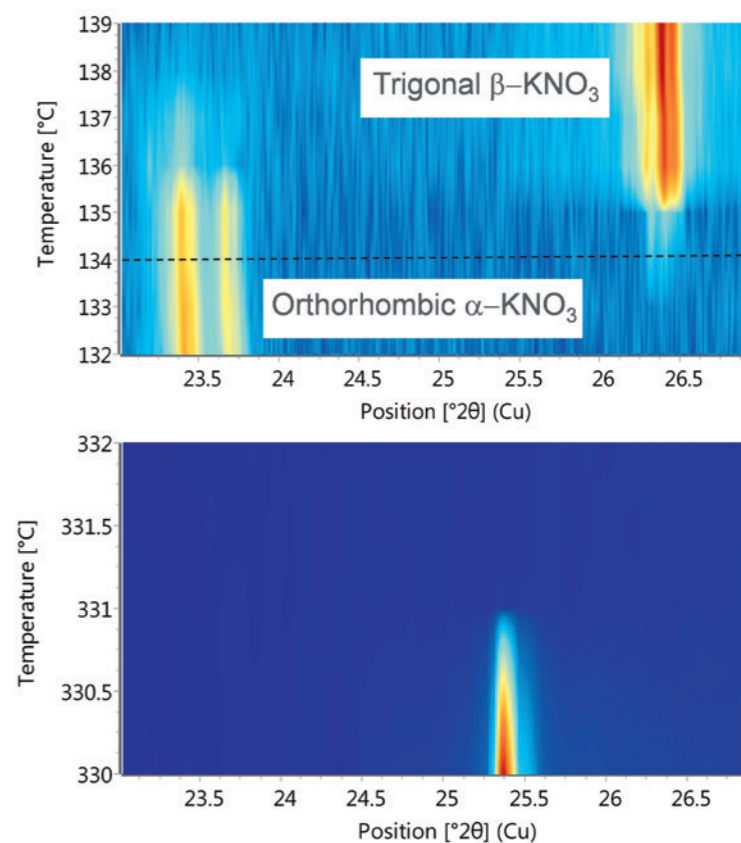 Temperature [°C]
139
138
137
136
135
134
133
132
Trigonal β–KNO₃
Orthorhombic α–KNO₃
23.5 24 24.5 25 25.5 26 26.5
Position [°2θ] (Cu)
Temperature [°C]
332
331.5
331
330.5
330
23.5 24 24.5 25 25.5 26 26.5
Position [°2θ] (Cu)